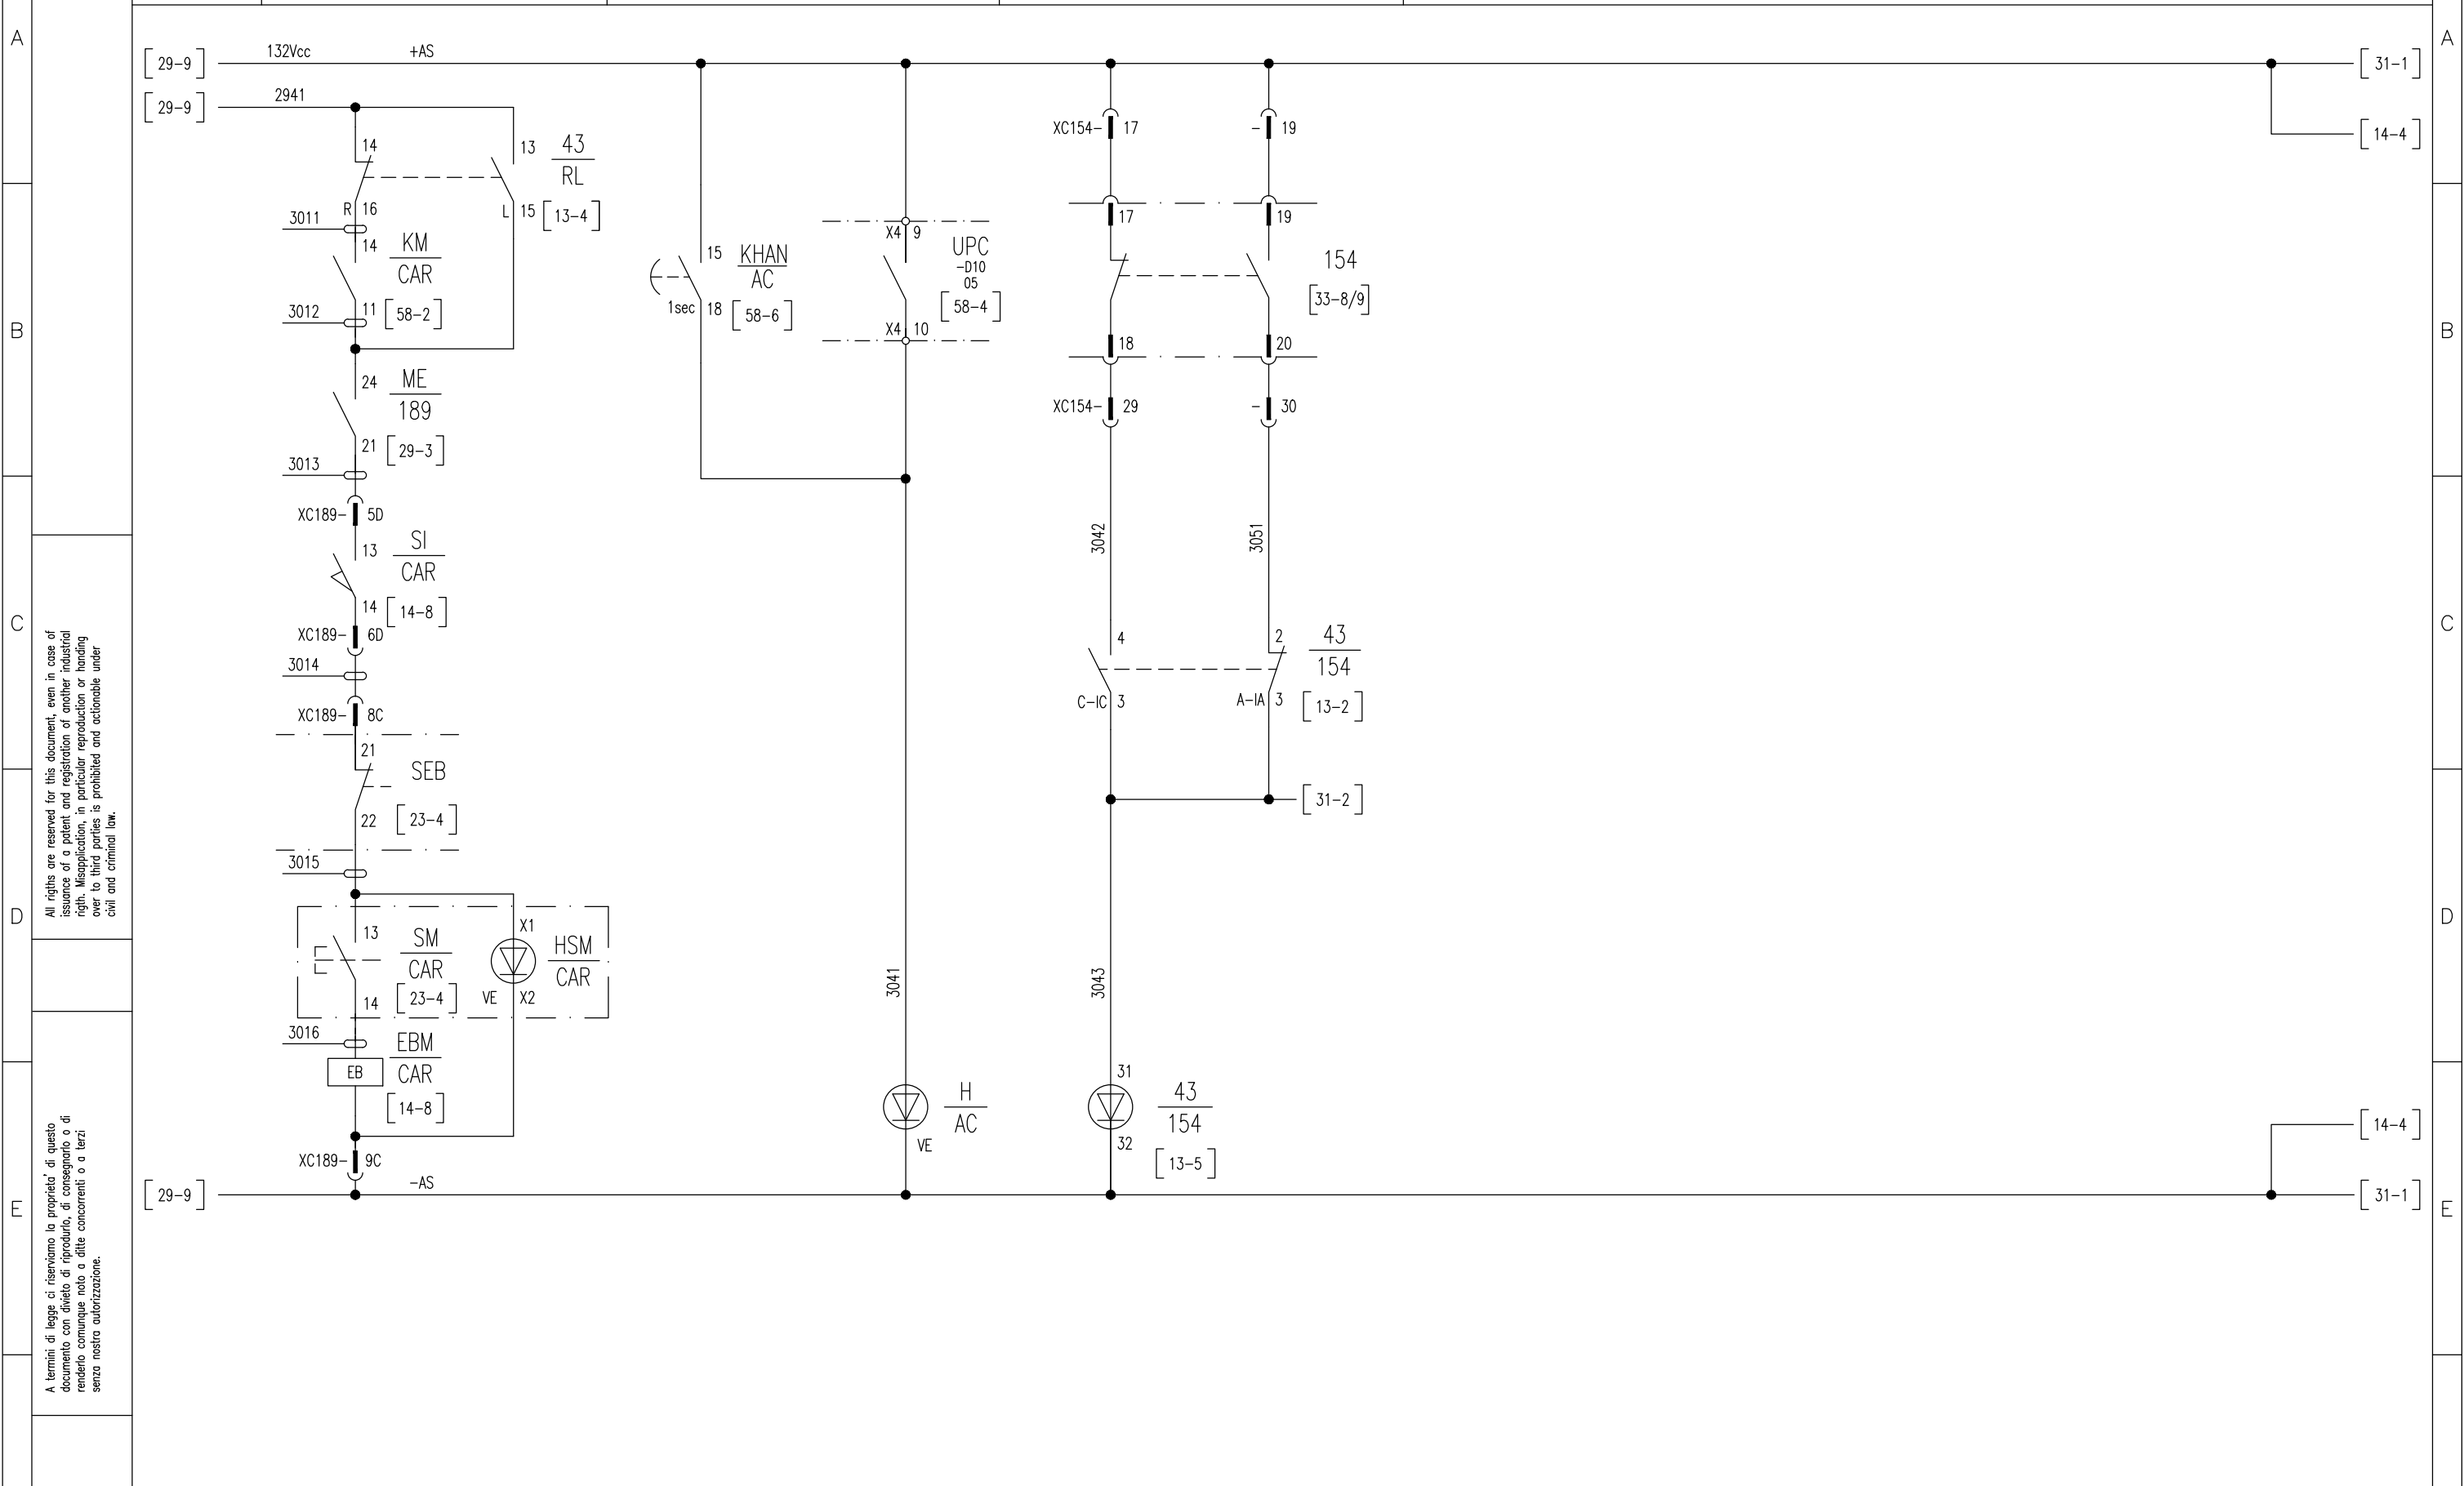 A
A
[29-9] 132Vcc +AS [31-1]
[29-9] 2941
[14-4]
14
13
43
RL
R 16
L 15 [13-4]
3011
14
KM
CAR
3012
11 [58-2]
24
ME
189
21 [29-3]
3013
XC189- 5D
13
SI
CAR
14 [14-8]
XC189- 6D
3014
XC189- 8C
21
SEB
22 [23-4]
3015
13
SM
CAR
14 [23-4]
X1
HSM
CAR
VE X2
3016
EBM
CAR
EB
[14-8]
XC189- 9C
[29-9] -AS [31-1]
15
KHAN
AC
1sec 18 [58-6]
X4 9
UPC
-D10
05
[58-4]
X4 10
3041
H
AC
VE
XC154- 17
- 19
17
19
154
[33-8/9]
18
20
XC154- 29
- 30
3042
3051
4
2
43
154
C-IC 3
A-IA 3
[13-2]
[31-2]
3043
31
43
154
32
[13-5]
[14-4]
B
B
C
C
D
D
E
E
All rigths are reserved for this document, even in case of
issuance of a patent and registration of another industrial
rigth. Misapplication, in particular reproduction or handing
over to third parties is prohibited and actionable under
civil and criminal law.
A termini di legge ci riserviamo la proprieta' di questo
documento con divieto di riprodurlo, di consegnarlo o di
renderlo comunque noto a ditte concorrenti o a terzi
senza nostra autorizzazione.